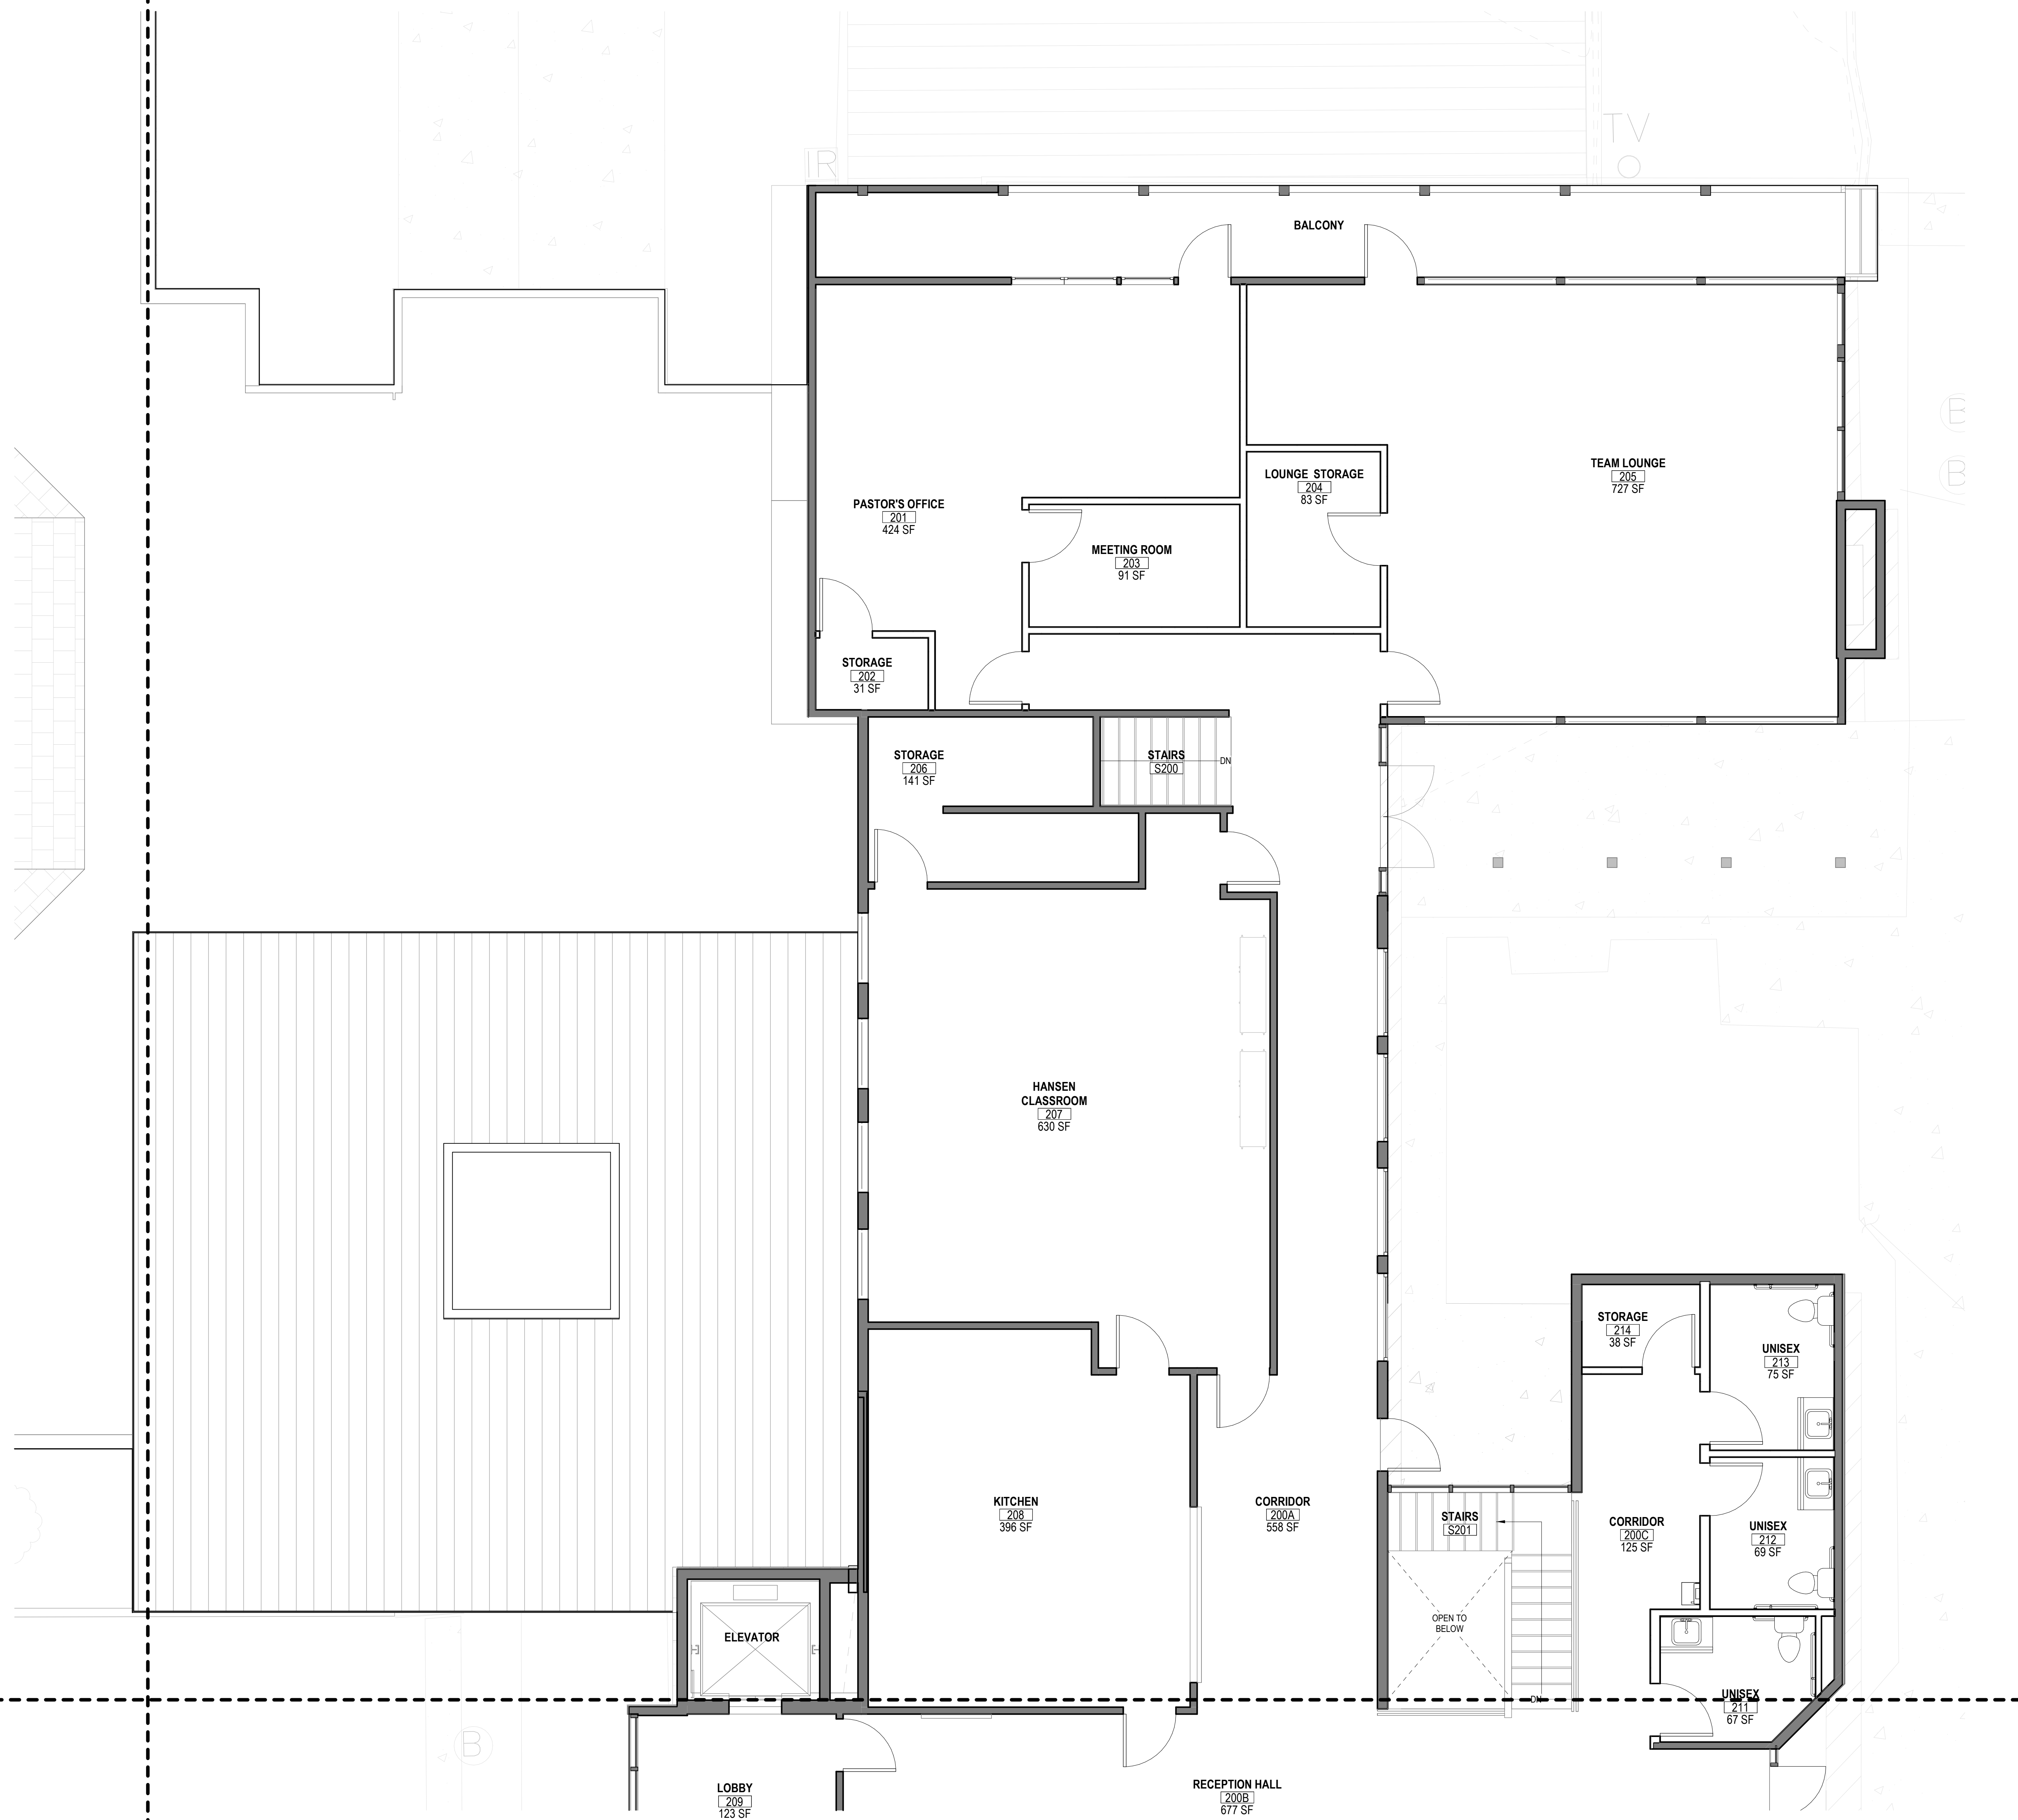 TV
IR
BALCONY
B
B
TEAM LOUNGE
205
727 SF
LOUNGE STORAGE
204
83 SF
PASTOR'S OFFICE
201
424 SF
MEETING ROOM
203
91 SF
STORAGE
202
31 SF
STORAGE
206
141 SF
STAIRS
S200
DN
HANSEN
CLASSROOM
207
630 SF
STORAGE
214
38 SF
UNISEX
213
75 SF
KITCHEN
208
396 SF
CORRIDOR
200A
558 SF
STAIRS
S201
CORRIDOR
200C
125 SF
UNISEX
212
69 SF
OPEN TO
BELOW
ELEVATOR
DN
UNISEX
211
67 SF
B
LOBBY
209
123 SF
RECEPTION HALL
200B
677 SF